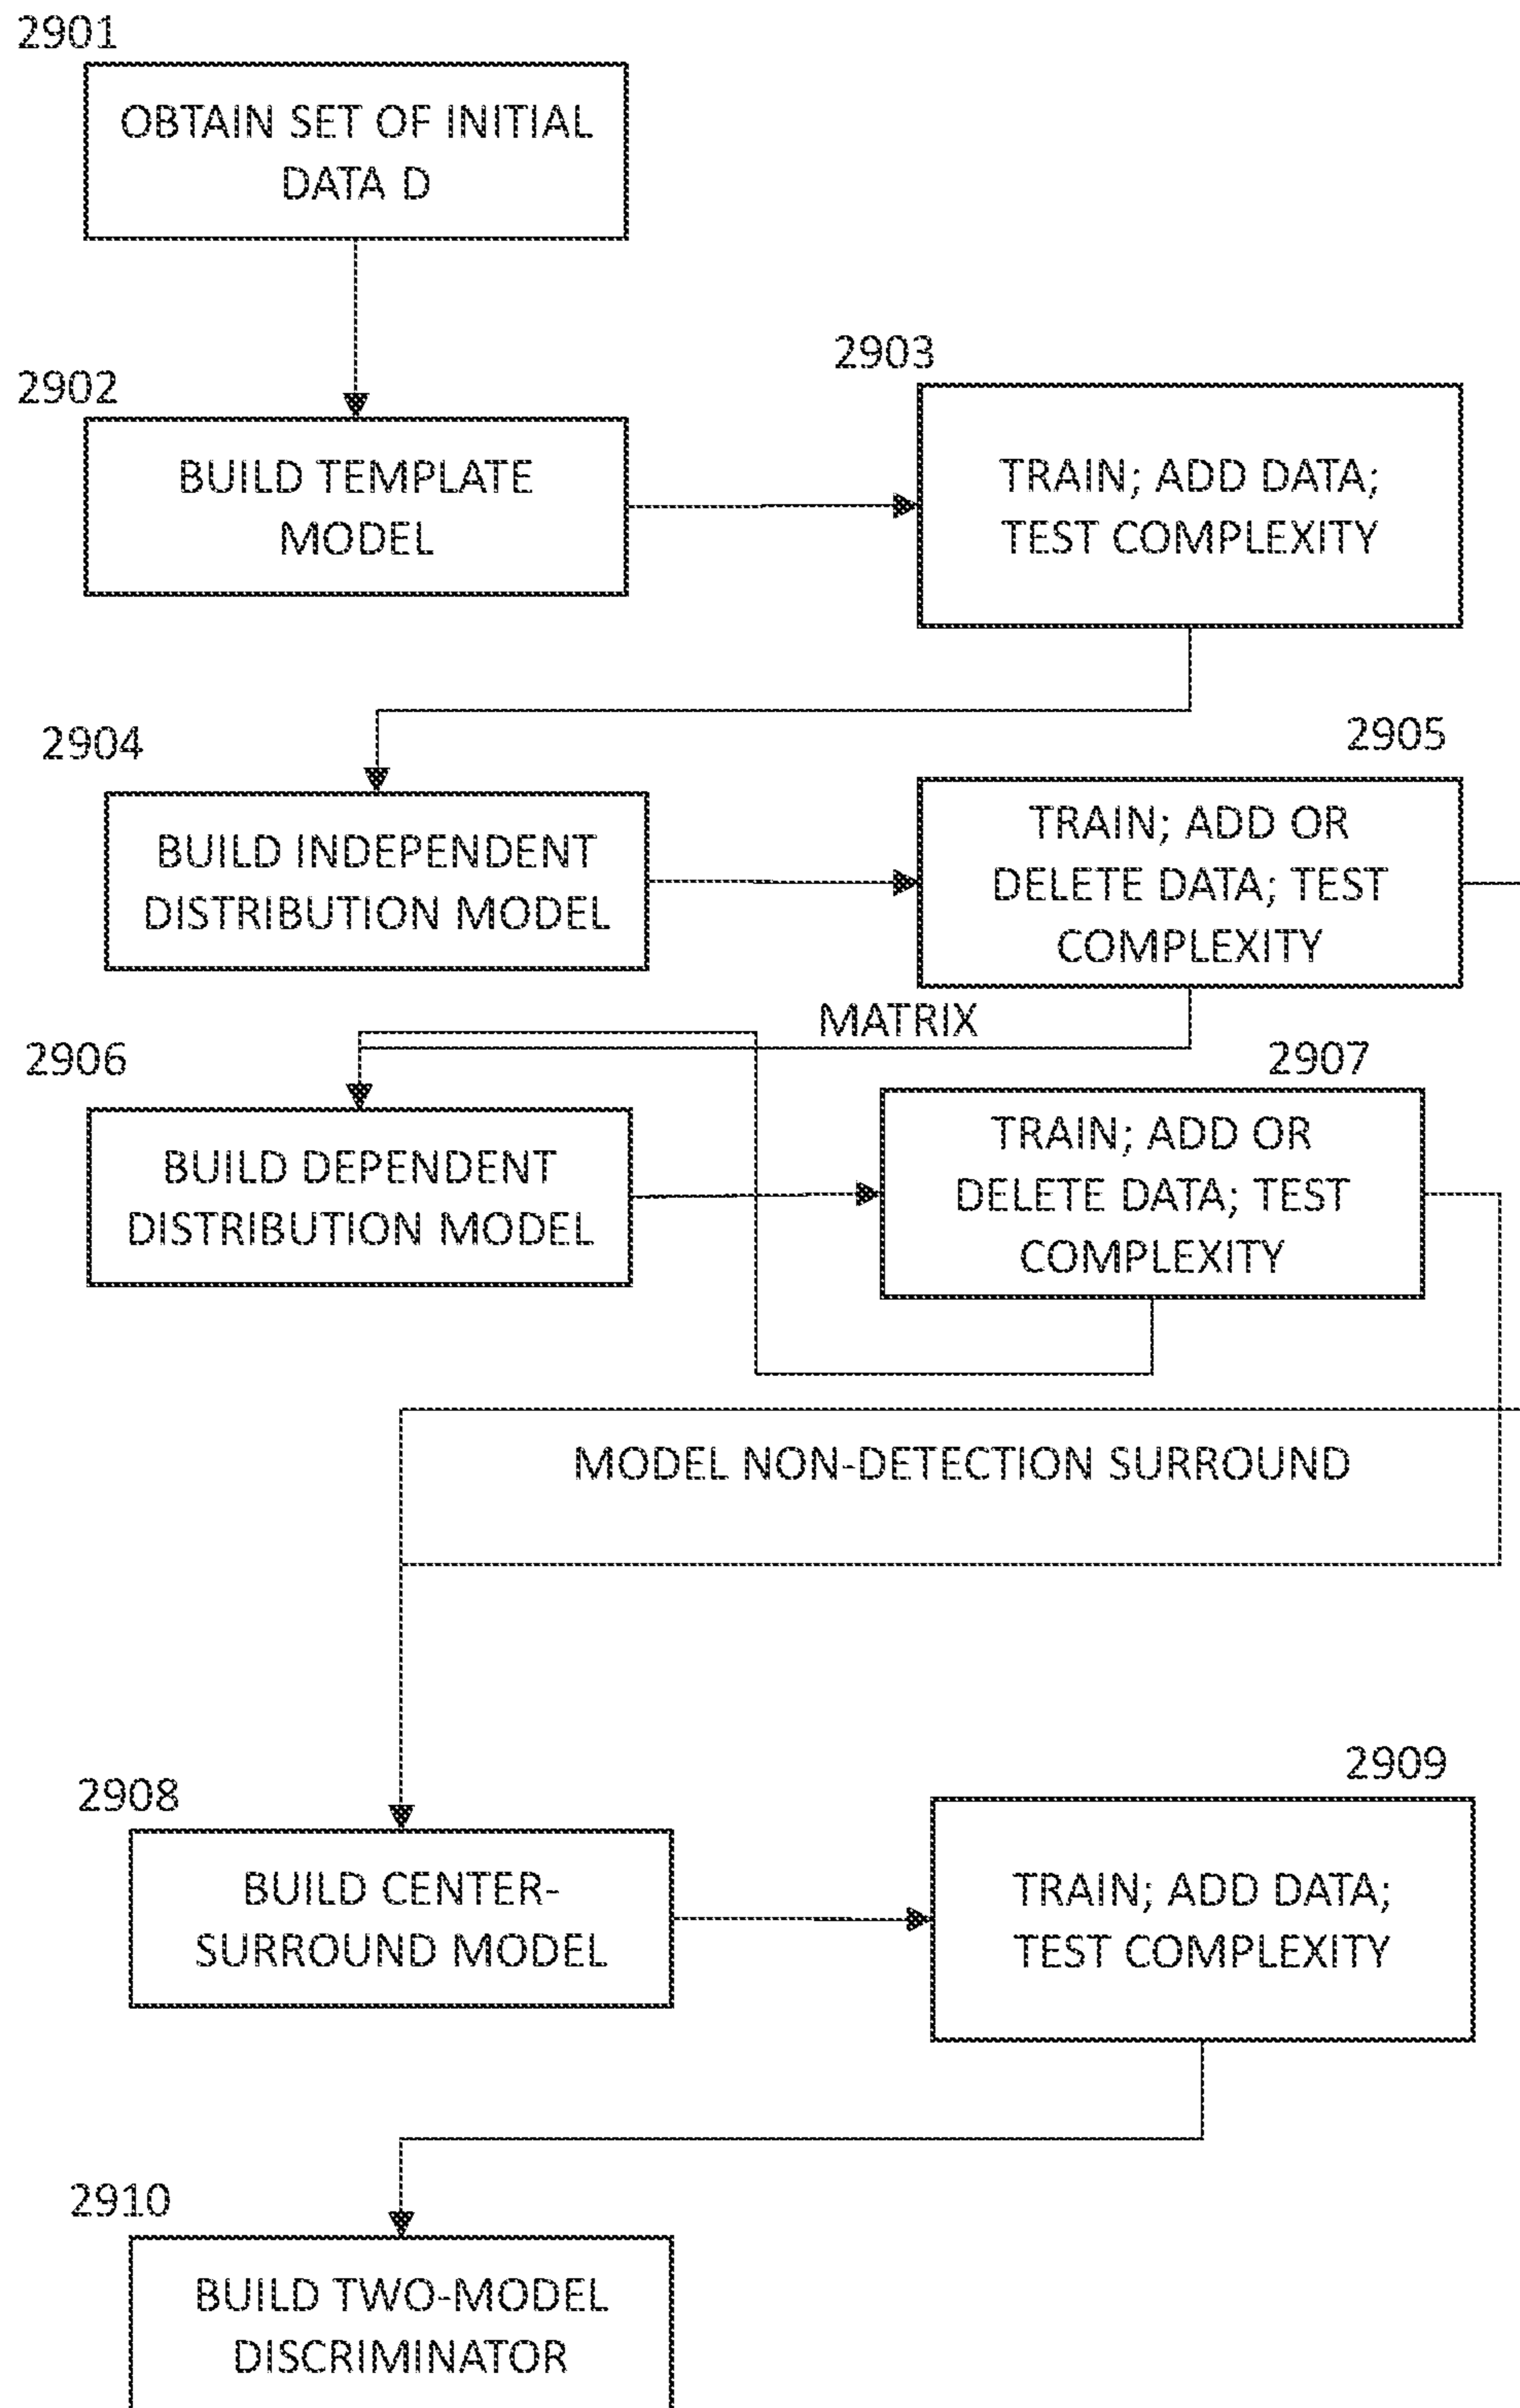 2901
OBTAIN SET OF INITIAL
DATA D
2902
BUILD TEMPLATE
MODEL
2903
TRAIN; ADD DATA;
TEST COMPLEXITY
2904
BUILD INDEPENDENT
DISTRIBUTION MODEL
2905
TRAIN; ADD OR
DELETE DATA; TEST
COMPLEXITY
MATRIX
2906
BUILD DEPENDENT
DISTRIBUTION MODEL
2907
TRAIN; ADD OR
DELETE DATA; TEST
COMPLEXITY
MODEL NON-DETECTION SURROUND
2908
BUILD CENTER-
SURROUND MODEL
2909
TRAIN; ADD DATA;
TEST COMPLEXITY
2910
BUILD TWO-MODEL
DISCRIMINATOR